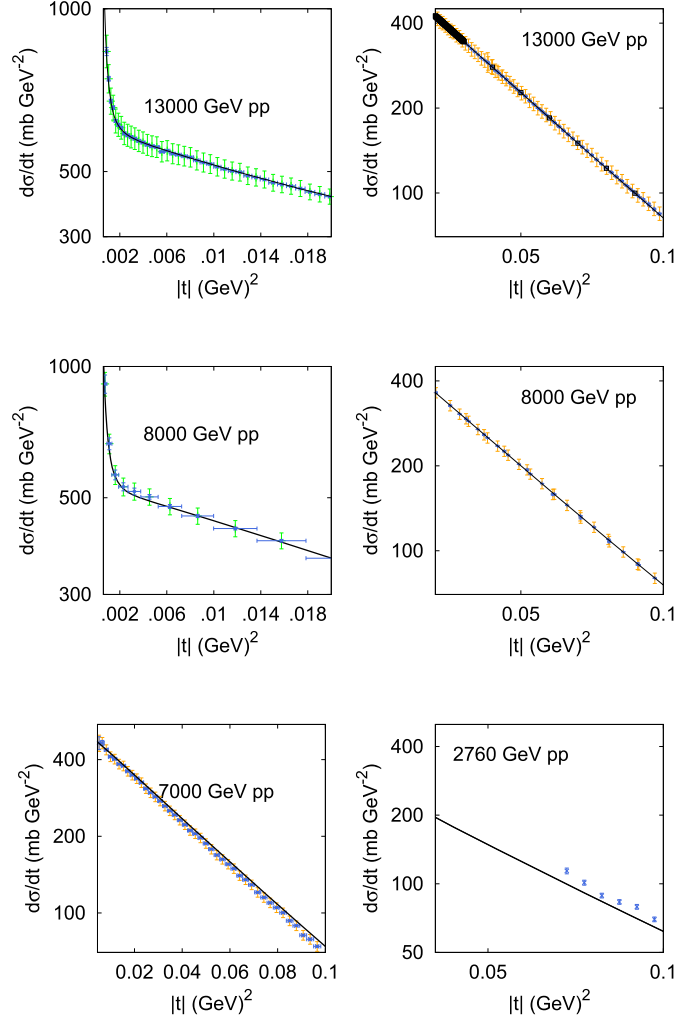 1000
500
300
dσ/dt (mb GeV⁻²)
13000 GeV pp
.002 .006 .01 .014 .018
|t| (GeV)²
400
200
100
dσ/dt (mb GeV⁻²)
13000 GeV pp
0.05 0.1
|t| (GeV)²
1000
500
300
dσ/dt (mb GeV⁻²)
8000 GeV pp
.002 .006 .01 .014 .018
|t| (GeV)²
400
200
100
dσ/dt (mb GeV⁻²)
8000 GeV pp
0.05 0.1
|t| (GeV)²
400
200
100
dσ/dt (mb GeV⁻²)
7000 GeV pp
0.02 0.04 0.06 0.08 0.1
|t| (GeV)²
400
200
100
50
dσ/dt (mb GeV⁻²)
2760 GeV pp
0.05 0.1
|t| (GeV)²